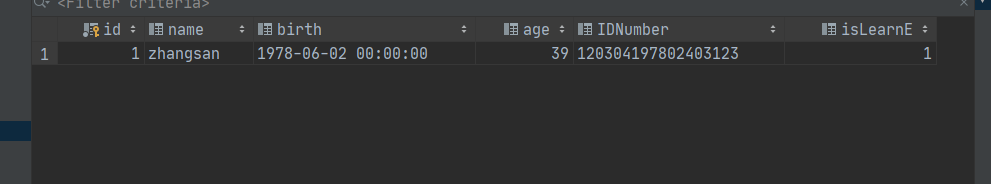 <Filter criteria>
id name birth age IDNumber isLearnE
1 1 zhangsan 1978-06-02 00:00:00 39 120304197802403123 1